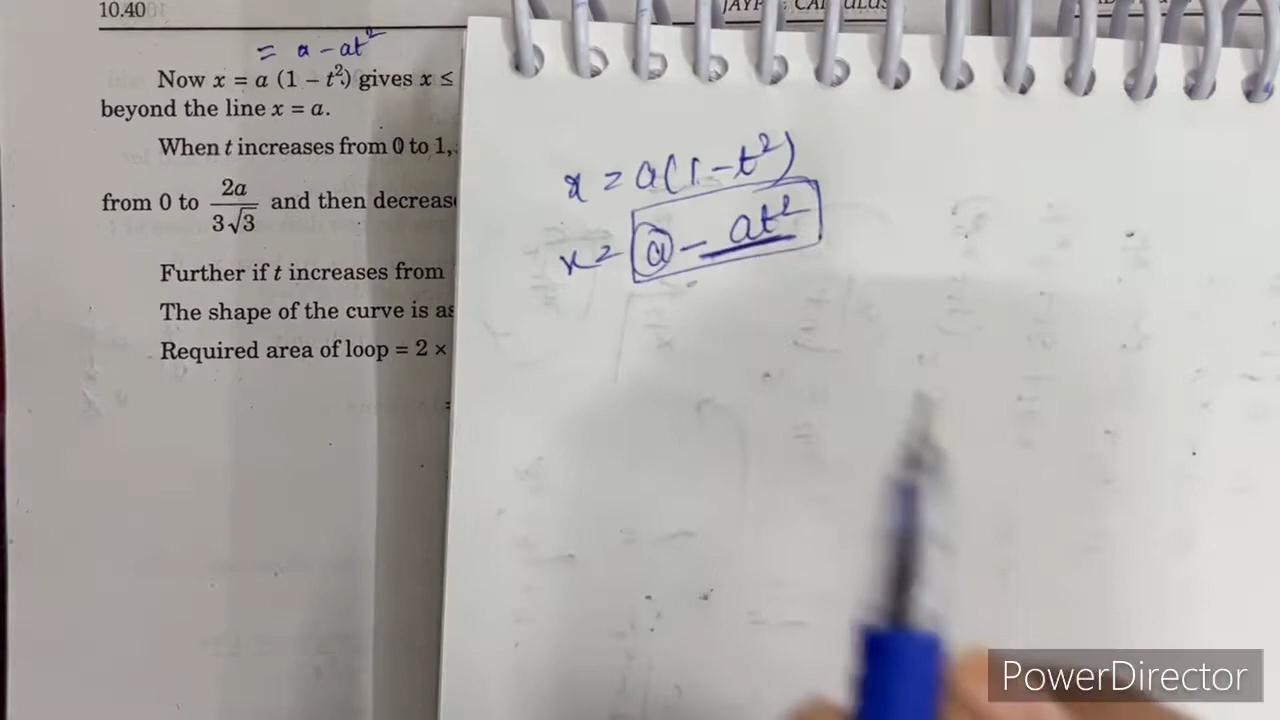 10.40
= a - at²
Now x = a (1 – t²) gives x ≤
beyond the line x = a.
When t increases from 0 to 1,
from 0 to 2a/3√3 and then decreas
Further if t increases from
The shape of the curve is as
Required area of loop = 2 ×
=
x = a(1-t²)
x = a - at²
PowerDirector